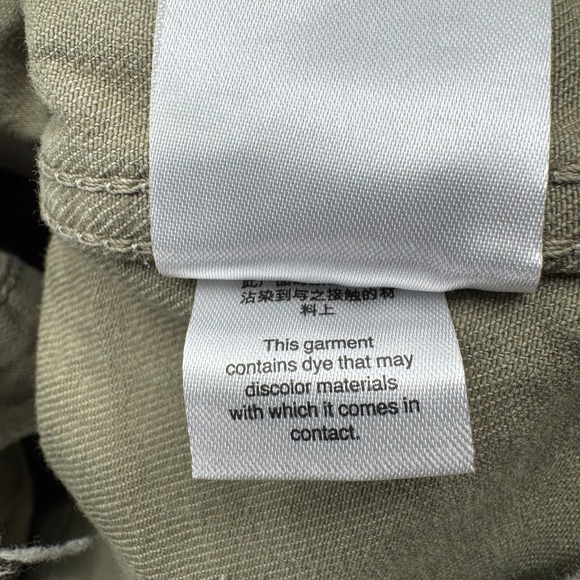 沾染到与之接触的材
料上
This garment
contains dye that may
discolor materials
with which it comes in
contact.